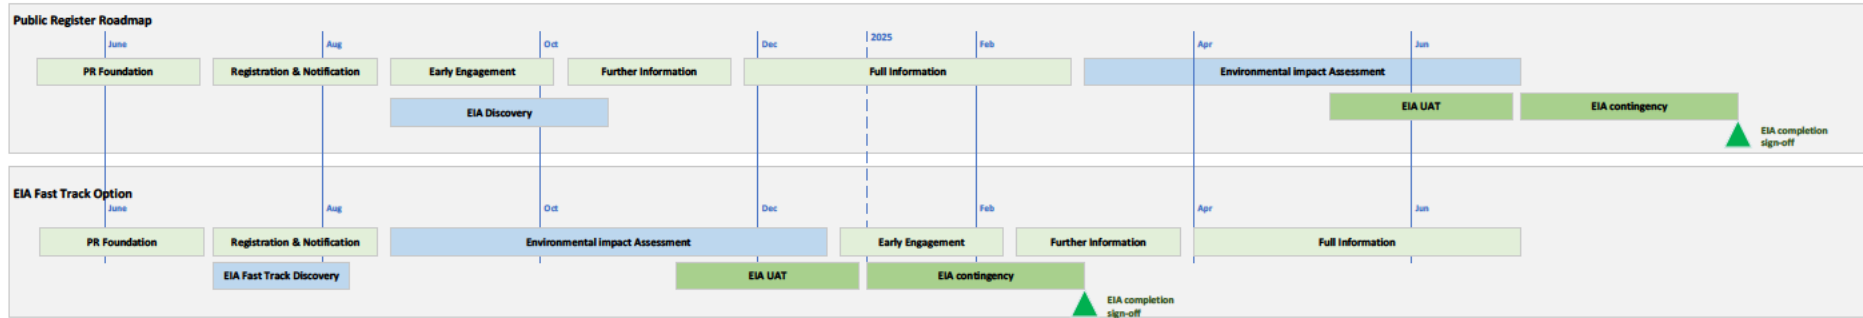 Public Register Roadmap
June
Aug
Oct
Dec
2025
Feb
Apr
Jun
PR Foundation
Registration & Notification
Early Engagement
Further Information
Full Information
Environmental impact Assessment
EIA Discovery
EIA UAT
EIA contingency
EIA completion
sign-off
EIA Fast Track Option
June
Aug
Oct
Dec
Feb
Apr
Jun
PR Foundation
Registration & Notification
Environmental impact Assessment
Early Engagement
Further Information
Full Information
EIA Fast Track Discovery
EIA UAT
EIA contingency
EIA completion
sign-off